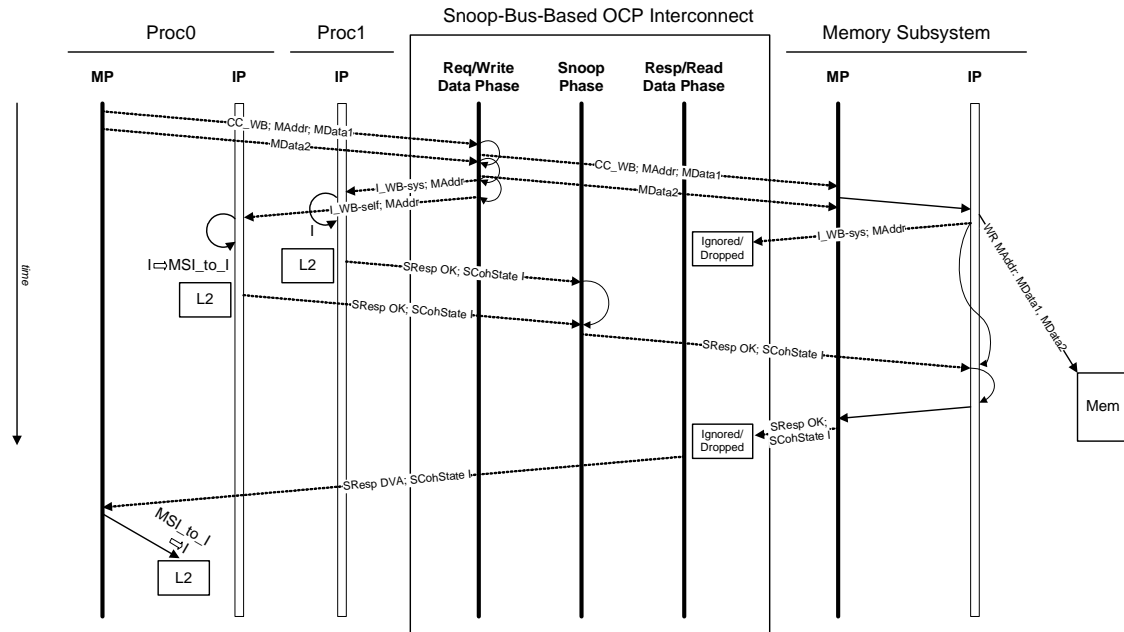 Snoop-Bus-Based OCP Interconnect
Proc0
Proc1
Memory Subsystem
MP
IP
IP
Req/Write
Data Phase
Snoop
Phase
Resp/Read
Data Phase
MP
IP
time
CC_WB; MAddr; MData1
MData2
CC_WB; MAddr; MData1
MData2
I_WB-sys; MAddr
I_WB-self; MAddr
I
I⇨MSI_to_I
L2
L2
Ignored/
Dropped
I_WB-sys; MAddr
WR MAddr: MData1, MData2
SResp OK; SCohState I
SResp OK; SCohState I
SResp OK; SCohState I
Mem
SResp OK;
SCohState I
Ignored/
Dropped
SResp DVA; SCohState I
MSI_to_I
⇨I
L2